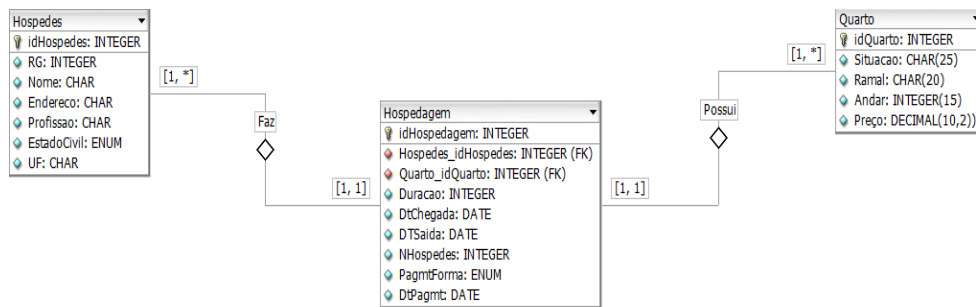 Hospedes
idHospedes: INTEGER
RG: INTEGER
Nome: CHAR
Endereco: CHAR
Profissao: CHAR
EstadoCivil: ENUM
UF: CHAR
[1, *]
Faz
[1, 1]
Hospedagem
idHospedagem: INTEGER
Hospedes_idHospedes: INTEGER (FK)
Quarto_idQuarto: INTEGER (FK)
Duracao: INTEGER
DtChegada: DATE
DTSaida: DATE
NHospedes: INTEGER
PagmtForma: ENUM
DtPagmt: DATE
[1, 1]
Possui
[1, *]
Quarto
idQuarto: INTEGER
Situacao: CHAR(25)
Ramal: CHAR(20)
Andar: INTEGER(15)
Preço: DECIMAL(10,2))